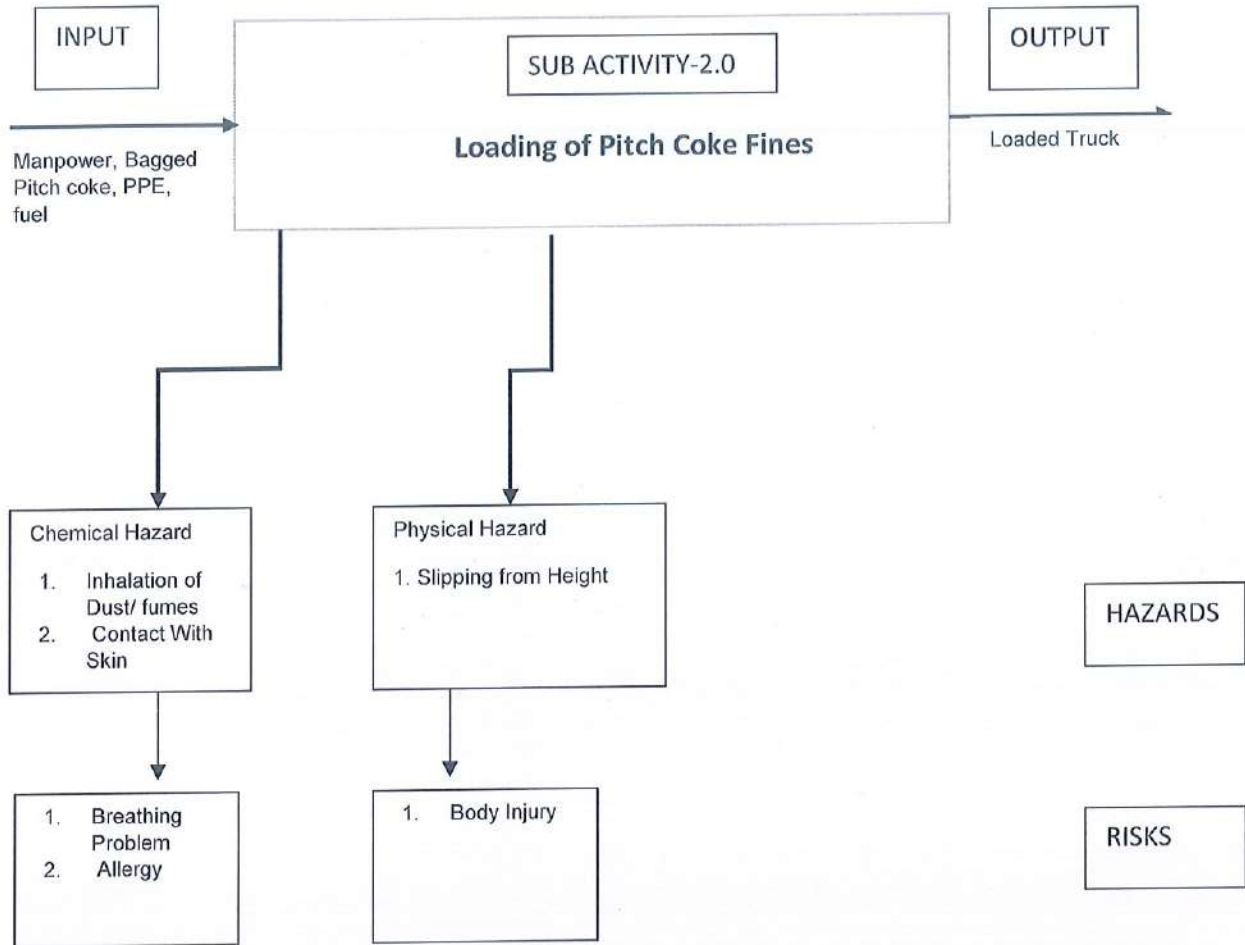 INPUT
SUB ACTIVITY-2.0
OUTPUT
Loading of Pitch Coke Fines
Manpower, Bagged
Pitch coke, PPE,
fuel
Loaded Truck
Chemical Hazard
1. Inhalation of
Dust/ fumes
2. Contact With
Skin
Physical Hazard
1. Slipping from Height
HAZARDS
1. Breathing
Problem
2. Allergy
1. Body Injury
RISKS